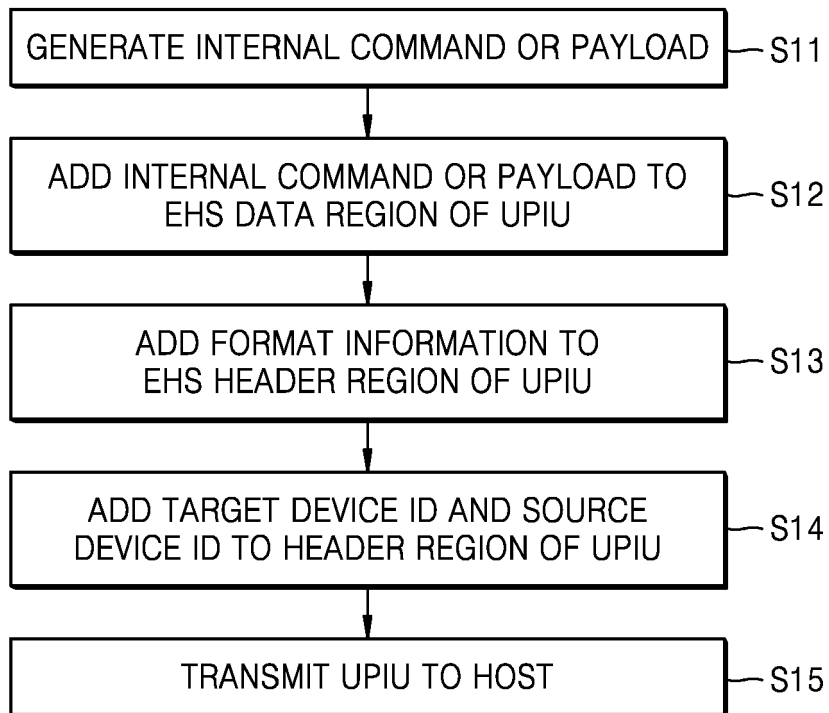 GENERATE INTERNAL COMMAND OR PAYLOAD
S11
ADD INTERNAL COMMAND OR PAYLOAD TO
EHS DATA REGION OF UPIU
S12
ADD FORMAT INFORMATION TO
EHS HEADER REGION OF UPIU
S13
ADD TARGET DEVICE ID AND SOURCE
DEVICE ID TO HEADER REGION OF UPIU
S14
TRANSMIT UPIU TO HOST
S15